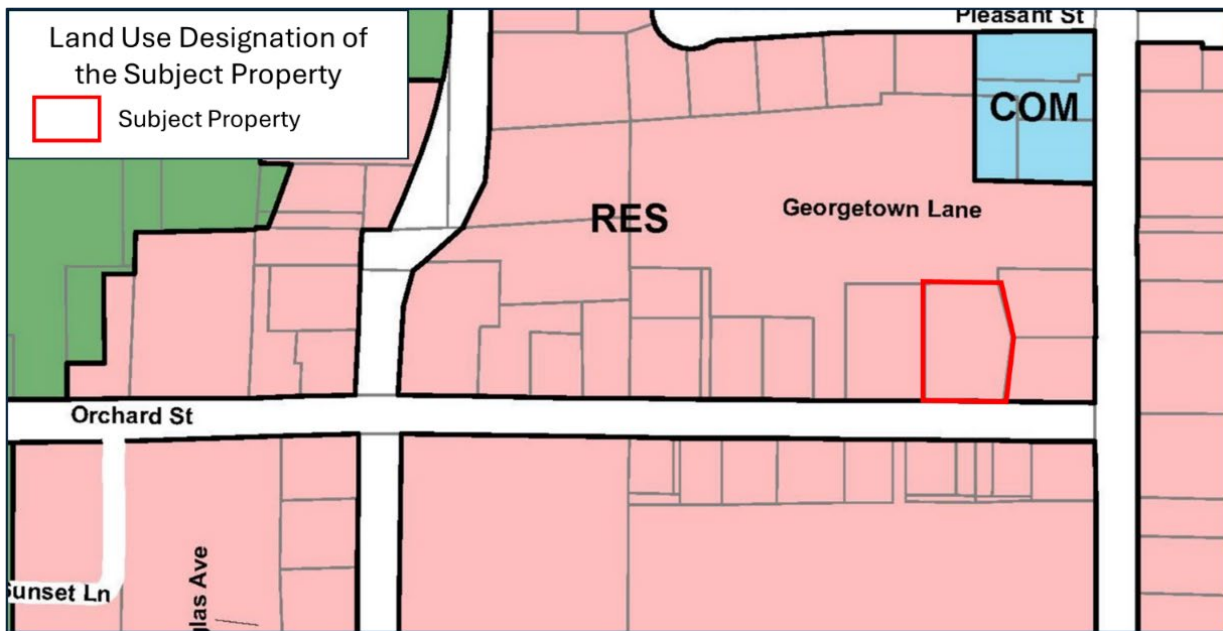 Land Use Designation of
the Subject Property
Subject Property
Pleasant St
COM
RES
Georgetown Lane
Orchard St
Sunset Ln
glas Ave